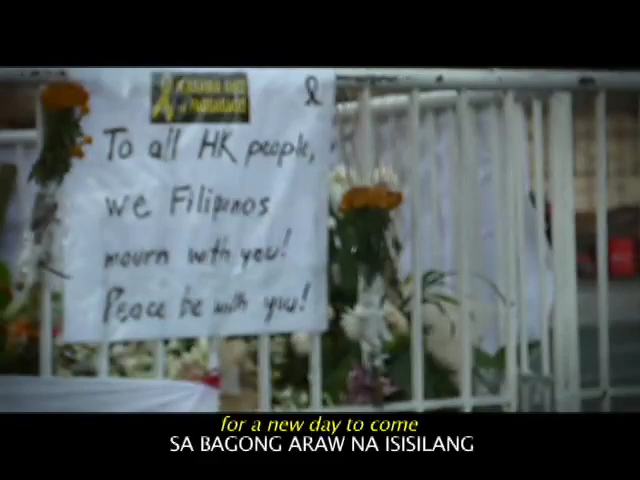 To all HK people,
we Filipinos
mourn with you!
Peace be with you!
for a new day to come
SA BAGONG ARAW NA ISISILANG